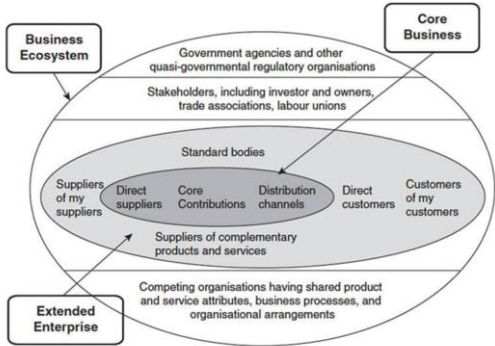 Business
Ecosystem
Core
Business
Government agencies and other
quasi-governmental regulatory organisations
Stakeholders, including investor and owners,
trade associations, labour unions
Standard bodies
Suppliers
of my
suppliers
Direct
suppliers
Core
Contributions
Distribution
channels
Direct
customers
Customers
of my
customers
Suppliers of complementary
products and services
Competing organisations having shared product
and service attributes, business processes, and
organisational arrangements
Extended
Enterprise